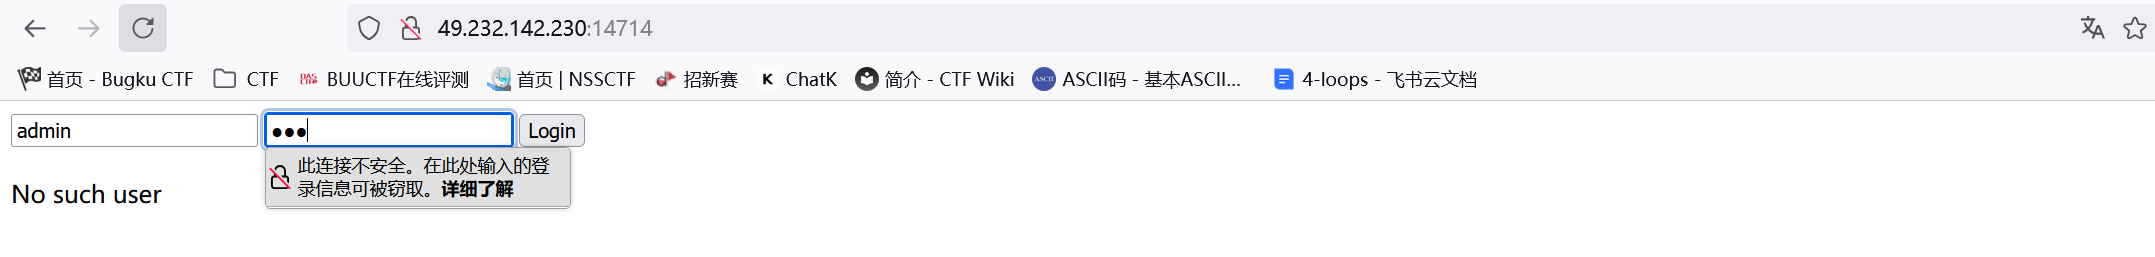 49.232.142.230:14714
首页 - Bugku CTF CTF BUUCTF在线评测 首页 | NSSCTF 招新赛 K ChatK 简介 - CTF Wiki ASCII ASCII码 - 基本ASCII... 4-loops - 飞书云文档
admin ●●● Login
此连接不安全。在此处输入的登
录信息可被窃取。详细了解
No such user